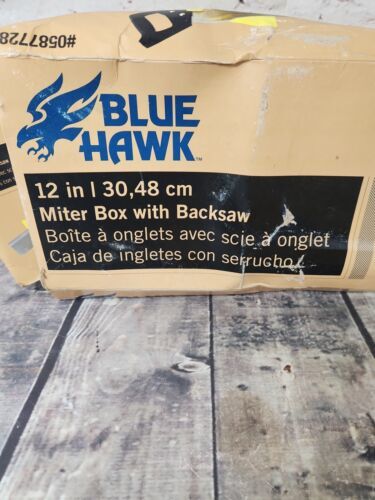 #0587728
BLUE
HAWK™
12 in | 30,48 cm
Miter Box with Backsaw
Boîte à onglets avec scie à onglet
Caja de ingletes con serrucho